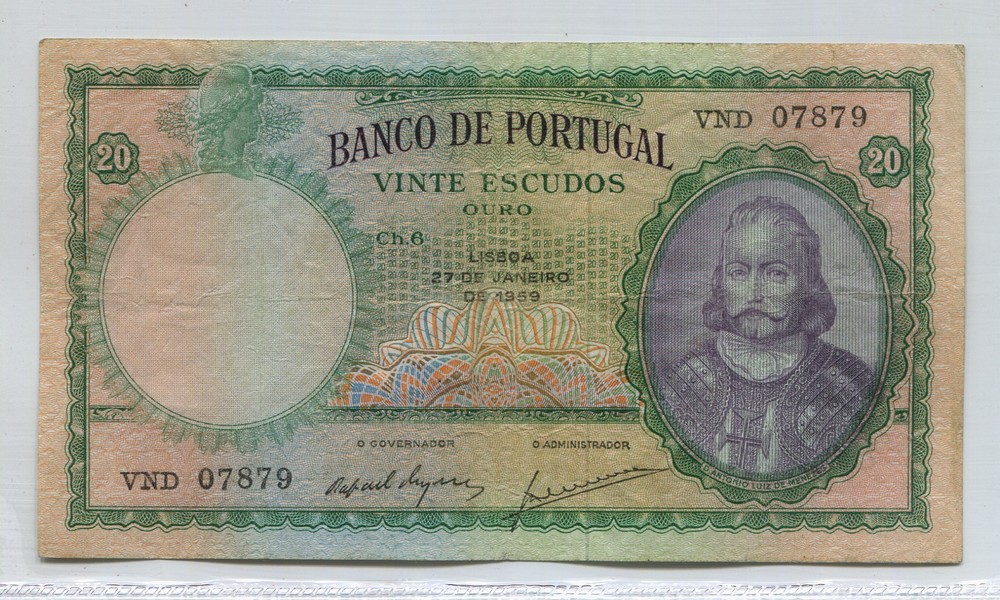 VND 07879
20
BANCO DE PORTUGAL
20
VINTE ESCUDOS
OURO
Ch.6
LISBOA
27 DE JANEIRO
DE 1959
O GOVERNADOR
O ADMINISTRADOR
VND 07879
D. ANTONIO LUIZ DE MENEZES